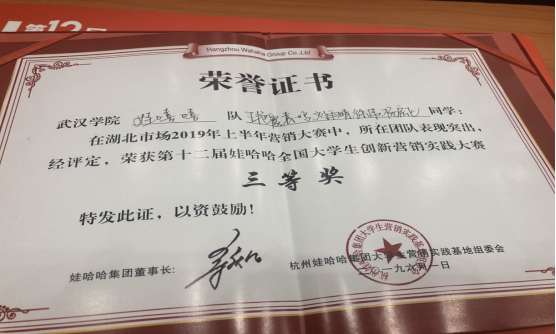 第12届
Hangzhou Wahaha Group Co.,Ltd
荣誉证书
武汉学院 队 同学：
在湖北市场2019年上半年营销大赛中，所在团队表现突出，
经评定，荣获第十二届娃哈哈全国大学生创新营销实践大赛
三等奖
特发此证，以资鼓励！
娃哈哈集团董事长：
杭州娃哈哈集团大学生营销实践基地组委会